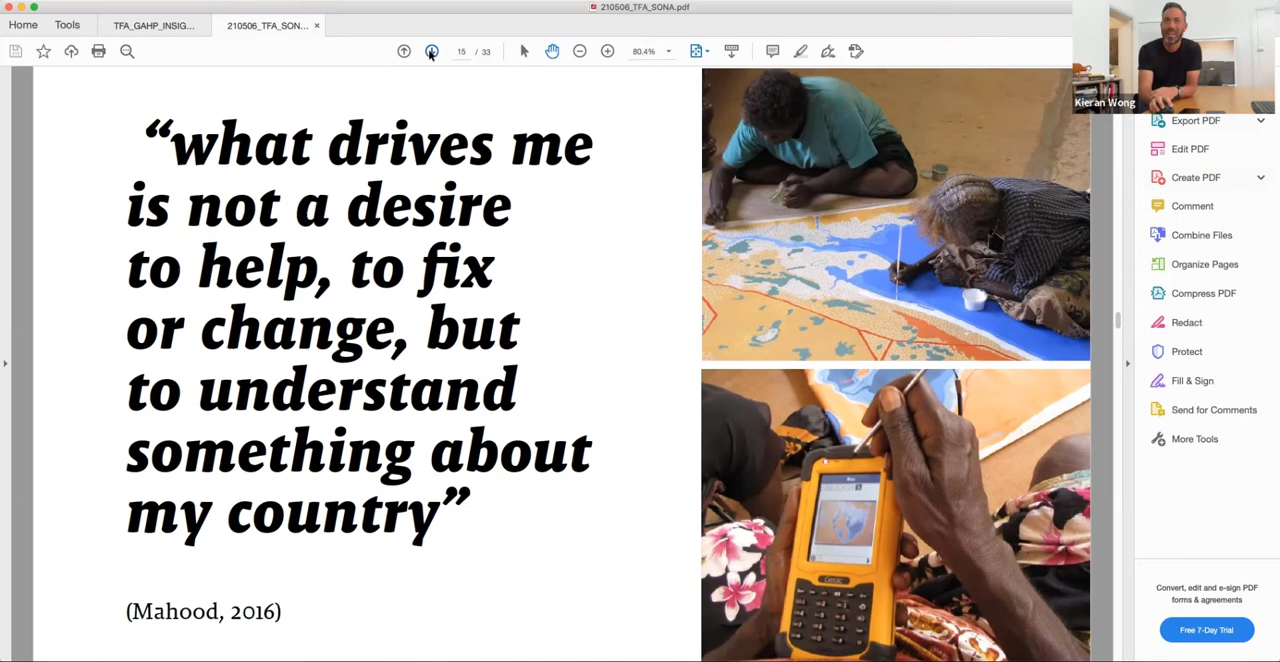 210506_TFA_SONA.pdf
Home
Tools
TFA_GAHP_INSIG...
210506_TFA_SON... ×
15 / 33
80.4%
Kieran Wong
“what drives me
is not a desire
to help, to fix
or change, but
to understand
something about
my country”
(Mahood, 2016)
Export PDF
Edit PDF
Create PDF
Comment
Combine Files
Organize Pages
Compress PDF
Redact
Protect
Fill & Sign
Send for Comments
More Tools
Convert, edit and e-sign PDF
forms & agreements
Free 7-Day Trial